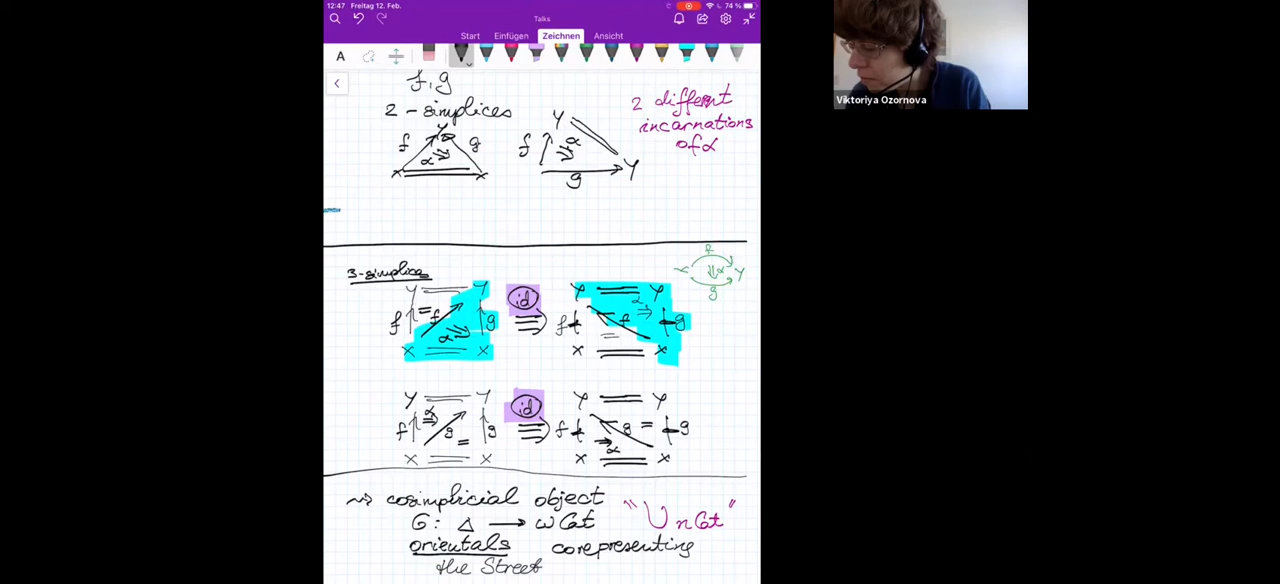 12:47 Freitag 12. Feb.
74 %
Talks
Start Einfügen Zeichnen Ansicht
A
f, g
2 - simplices
Y
f g
α ⇒
x x
Y
f α ⇒
g Y
2 different
incarnations
of α
3-simplices
x f ⇓α g Y
Y Y
f = f g
α ⇒
x x
id
Y Y
f f α ⇒ g
=
x x
Y Y
f α ⇒ g g
=
x x
id
Y Y
f g = g
⇒ α
x x
⇝ cosimplicial object
G: Δ → ωCat "∪ nCat"
orientals corepresenting
the Street
Viktoriya Ozornova